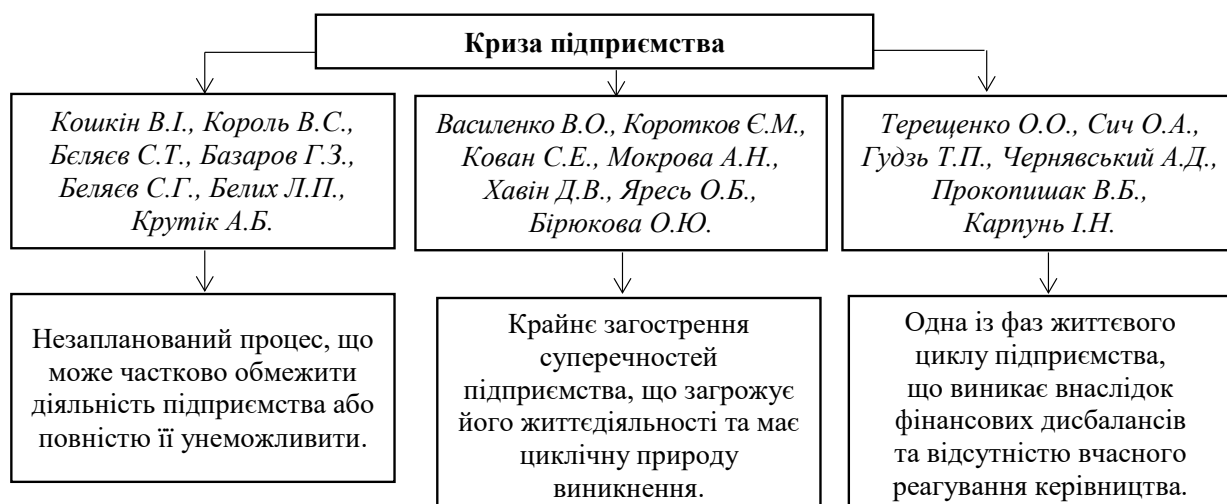 Криза підприємства
Кошкін В.І., Король В.С.,
Бєляєв С.Т., Базаров Г.З.,
Беляєв С.Г., Белих Л.П.,
Крутік А.Б.
Василенко В.О., Коротков Є.М.,
Кован С.Е., Мокрова А.Н.,
Хавін Д.В., Яресь О.Б.,
Бірюкова О.Ю.
Терещенко О.О., Сич О.А.,
Гудзь Т.П., Чернявський А.Д.,
Прокопишак В.Б.,
Карпунь І.Н.
Незапланований процес, що
може частково обмежити
діяльність підприємства або
повністю її унеможливити.
Крайнє загострення
суперечностей
підприємства, що загрожує
його життєдіяльності та має
циклічну природу
виникнення.
Одна із фаз життєвого
циклу підприємства,
що виникає внаслідок
фінансових дисбалансів
та відсутністю вчасного
реагування керівництва.